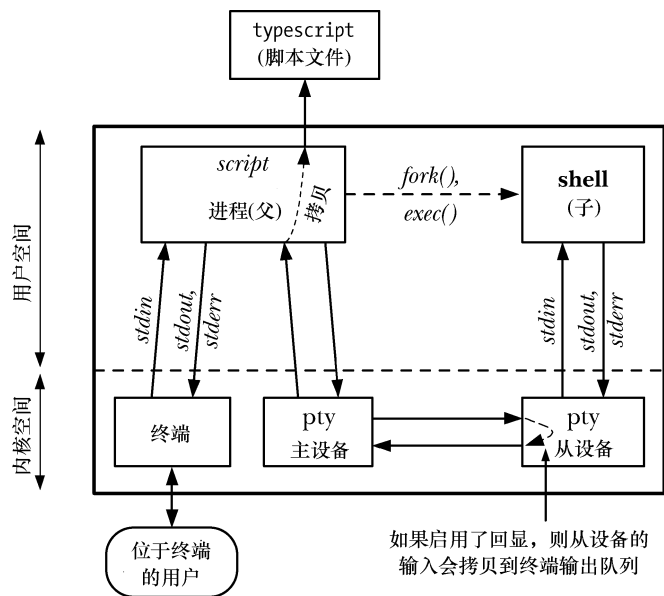 typescript
(脚本文件)
script
进程(父)
拷贝
fork(),
exec()
shell
(子)
用户空间
stdin
stdout,
stderr
stdin
stdout,
stderr
内核空间
终端
pty
主设备
pty
从设备
位于终端
的用户
如果启用了回显，则从设备的
输入会拷贝到终端输出队列